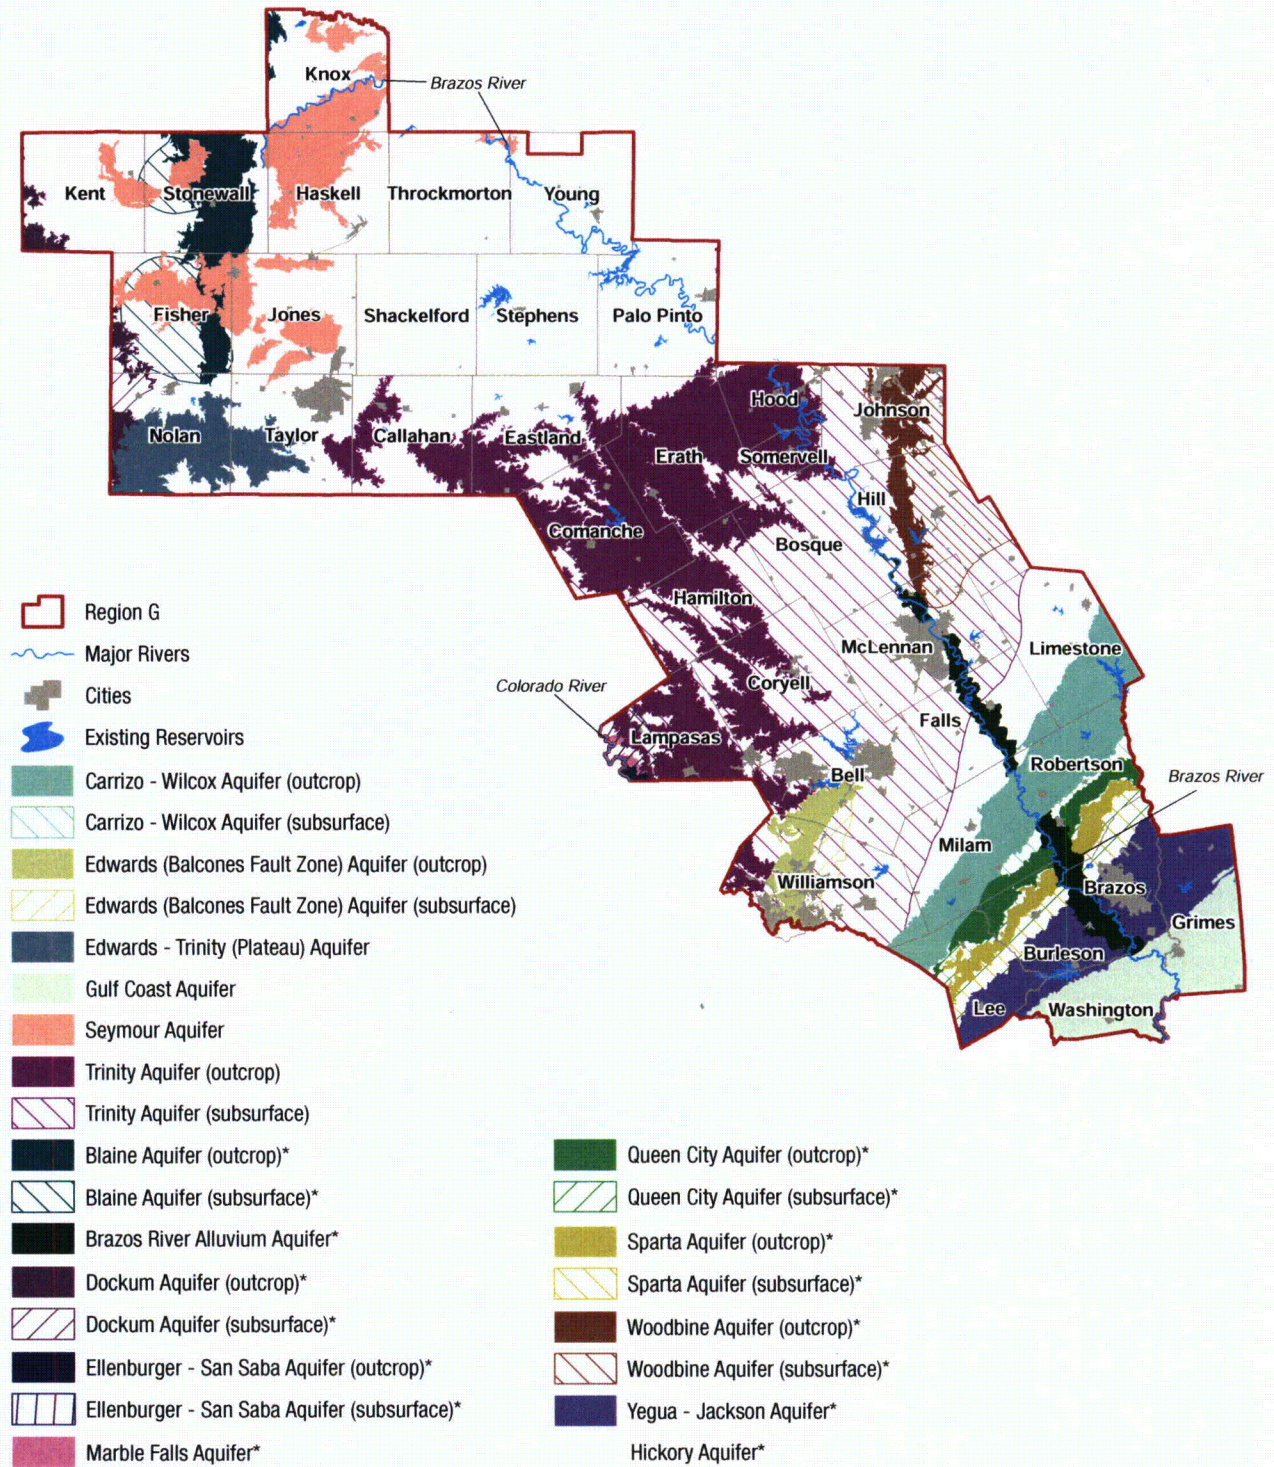 Knox
Brazos River
Kent
Stonewall
Haskell
Throckmorton
Young
Fisher
Jones
Shackelford
Stephens
Palo Pinto
Hood
Johnson
Nolan
Taylor
Callahan
Eastland
Erath
Somervell
Hill
Comanche
Bosque
Hamilton
McLennan
Limestone
Colorado River
Coryell
Lampasas
Falls
Bell
Robertson
Brazos River
Milam
Williamson
Brazos
Grimes
Burleson
Lee
Washington
Region G
Major Rivers
Cities
Existing Reservoirs
Carrizo - Wilcox Aquifer (outcrop)
Carrizo - Wilcox Aquifer (subsurface)
Edwards (Balcones Fault Zone) Aquifer (outcrop)
Edwards (Balcones Fault Zone) Aquifer (subsurface)
Edwards - Trinity (Plateau) Aquifer
Gulf Coast Aquifer
Seymour Aquifer
Trinity Aquifer (outcrop)
Trinity Aquifer (subsurface)
Blaine Aquifer (outcrop)*
Blaine Aquifer (subsurface)*
Brazos River Alluvium Aquifer*
Dockum Aquifer (outcrop)*
Dockum Aquifer (subsurface)*
Ellenburger - San Saba Aquifer (outcrop)*
Ellenburger - San Saba Aquifer (subsurface)*
Marble Falls Aquifer*
Queen City Aquifer (outcrop)*
Queen City Aquifer (subsurface)*
Sparta Aquifer (outcrop)*
Sparta Aquifer (subsurface)*
Woodbine Aquifer (outcrop)*
Woodbine Aquifer (subsurface)*
Yegua - Jackson Aquifer*
Hickory Aquifer*